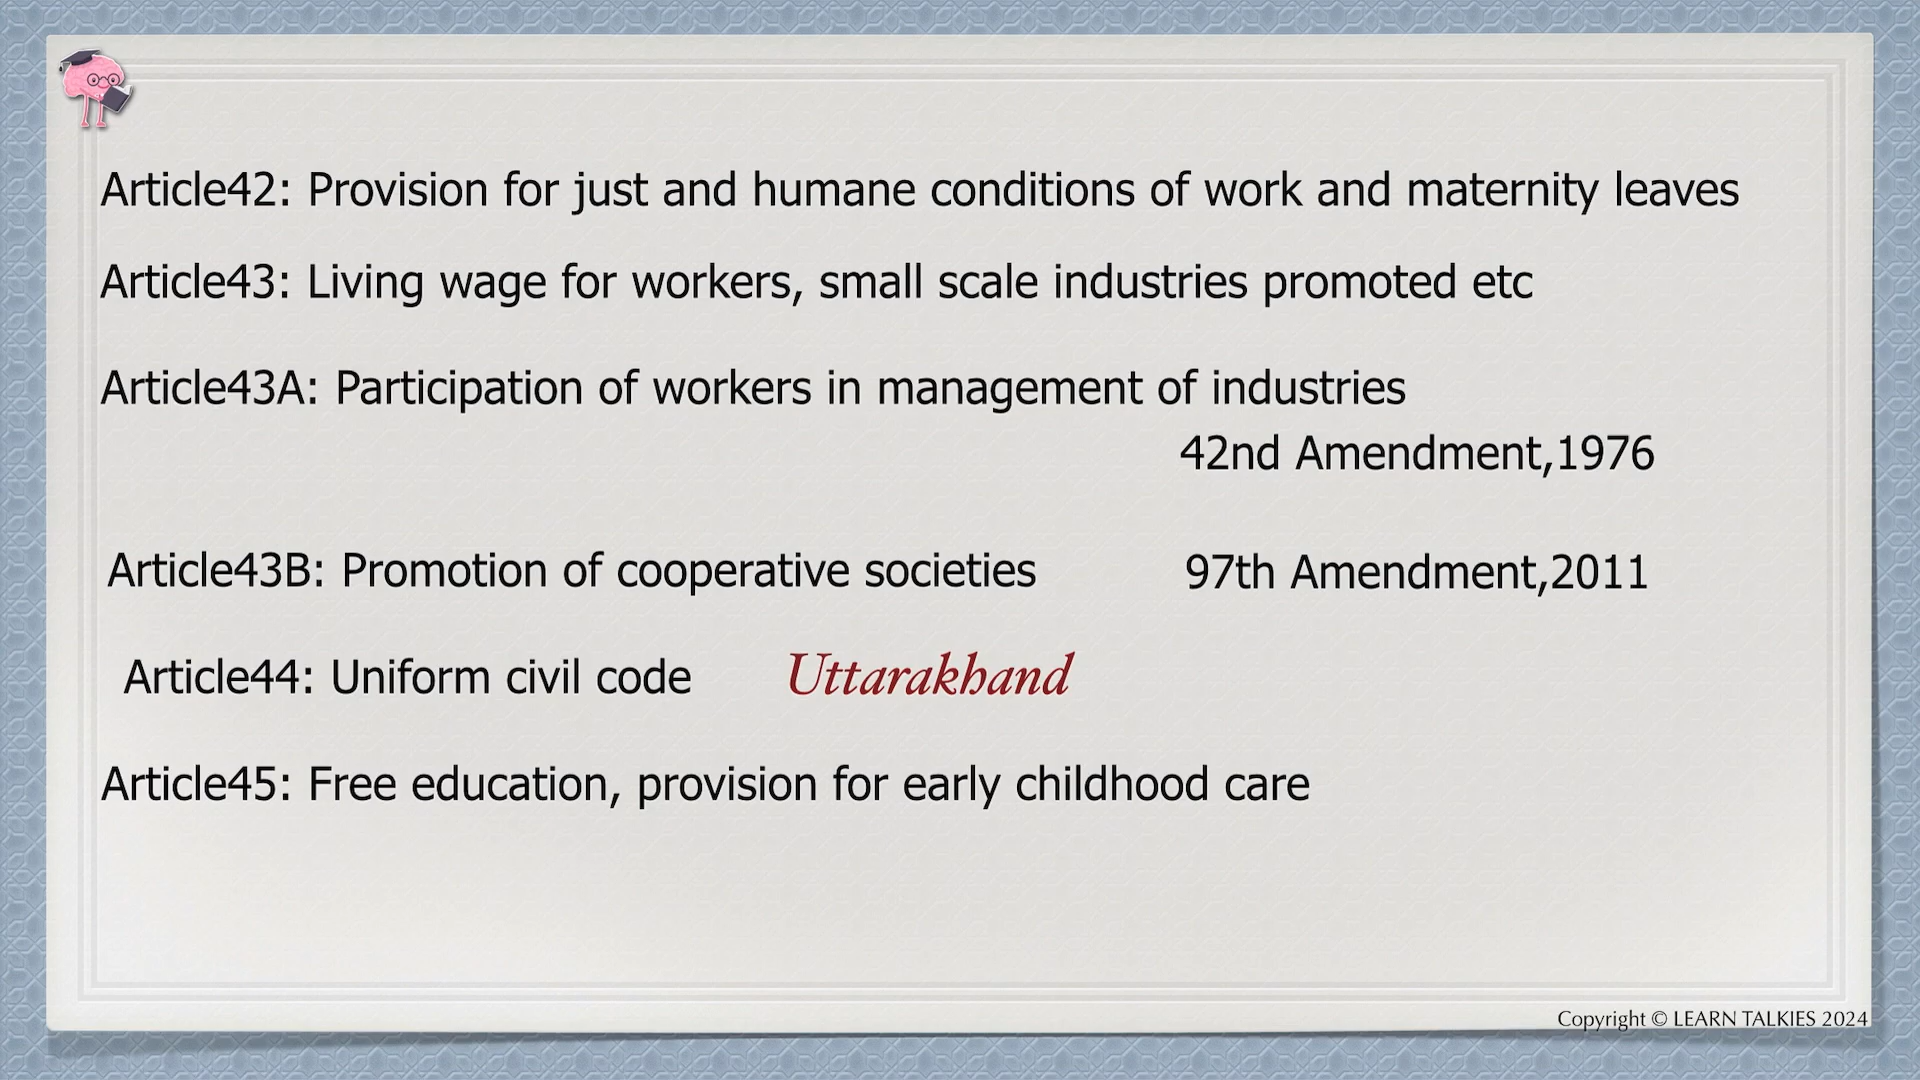 Article42: Provision for just and humane conditions of work and maternity leaves
Article43: Living wage for workers, small scale industries promoted etc
Article43A: Participation of workers in management of industries
42nd Amendment,1976
Article43B: Promotion of cooperative societies 97th Amendment,2011
Article44: Uniform civil code Uttarakhand
Article45: Free education, provision for early childhood care
Copyright © LEARN TALKIES 2024